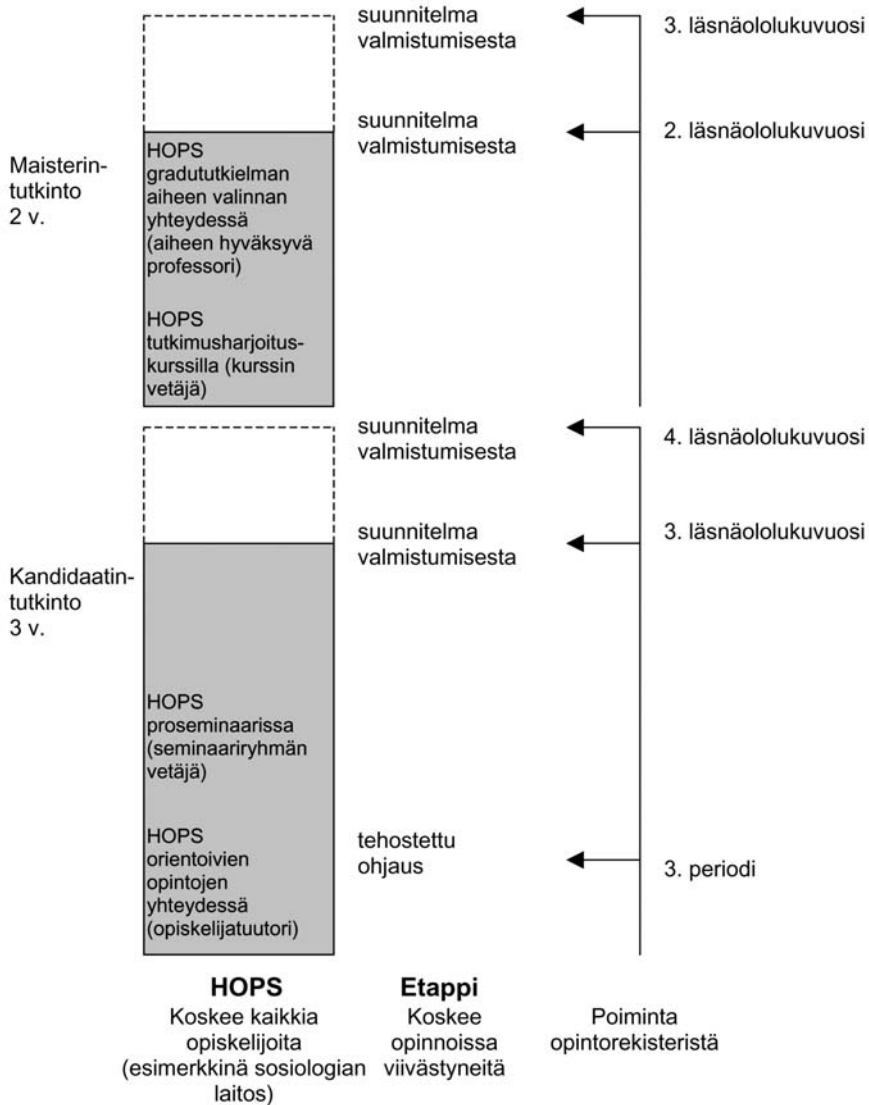 suunnitelma
valmistumisesta
3. läsnäololukuvuosi
suunnitelma
valmistumisesta
2. läsnäololukuvuosi
Maisterin-
tutkinto
2 v.
HOPS
gradututkielman
aiheen valinnan
yhteydessä
(aiheen hyväksyvä
professori)
HOPS
tutkimusharjoitus-
kurssilla (kurssin
vetäjä)
suunnitelma
valmistumisesta
4. läsnäololukuvuosi
suunnitelma
valmistumisesta
3. läsnäololukuvuosi
Kandidaatin-
tutkinto
3 v.
HOPS
proseminaarissa
(seminaariryhmän
vetäjä)
HOPS
orientoivien
opintojen
yhteydessä
(opiskelijatuutori)
tehostettu
ohjaus
3. periodi
HOPS
Koskee kaikkia
opiskelijoita
(esimerkkinä sosiologian
laitos)
Etappi
Koskee
opinnoissa
viivästyneitä
Poiminta
opintorekisteristä